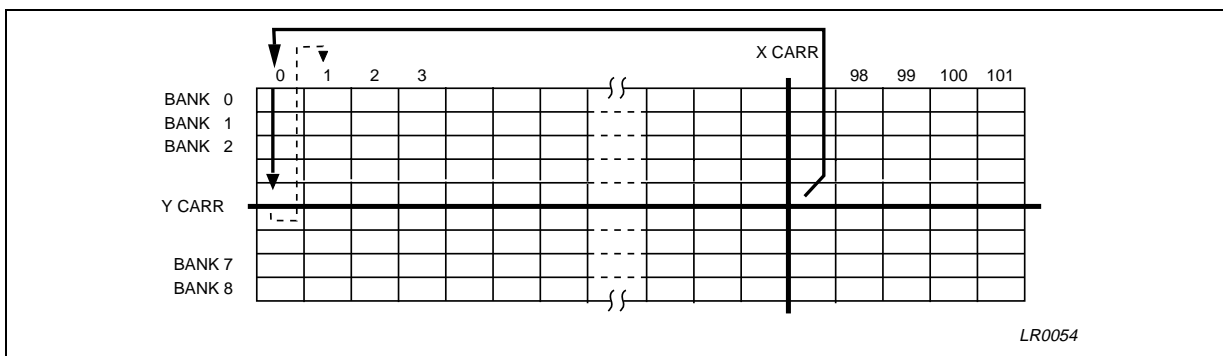 X CARR
0 1 2 3 98 99 100 101
BANK 0
BANK 1
BANK 2
Y CARR
BANK 7
BANK 8
LR0054